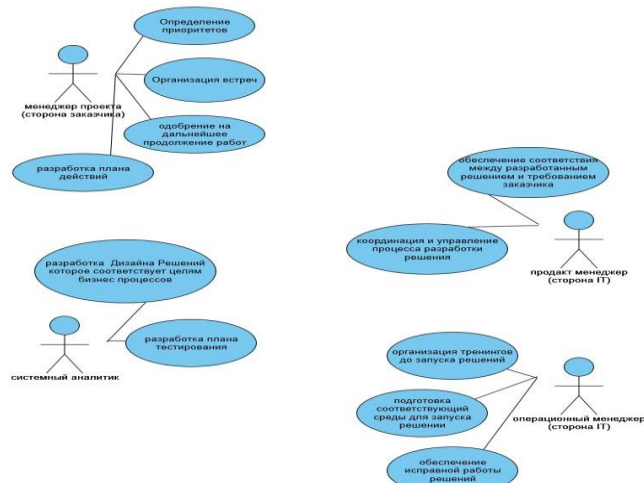 Определение
приоритетов
Организация встреч
менеджер проекта
(сторона заказчика)
одобрение на
дальнейшее
продолжение работ
разработка плана
действий
обеспечение соответствия
между разработанным
решением и требованием
заказчика
координация и управление
процесса разработки
решения
продакт менеджер
(сторона IT)
разработка Дизайна Решений
которое соответствует целям
бизнес процессов
разработка плана
тестирования
системный аналитик
организация тренингов
до запуска решений
подготовка
соответствующий
среды для запуска
решении
операционный менеджер
(сторона IT)
обеспечение
исправной работы
решений